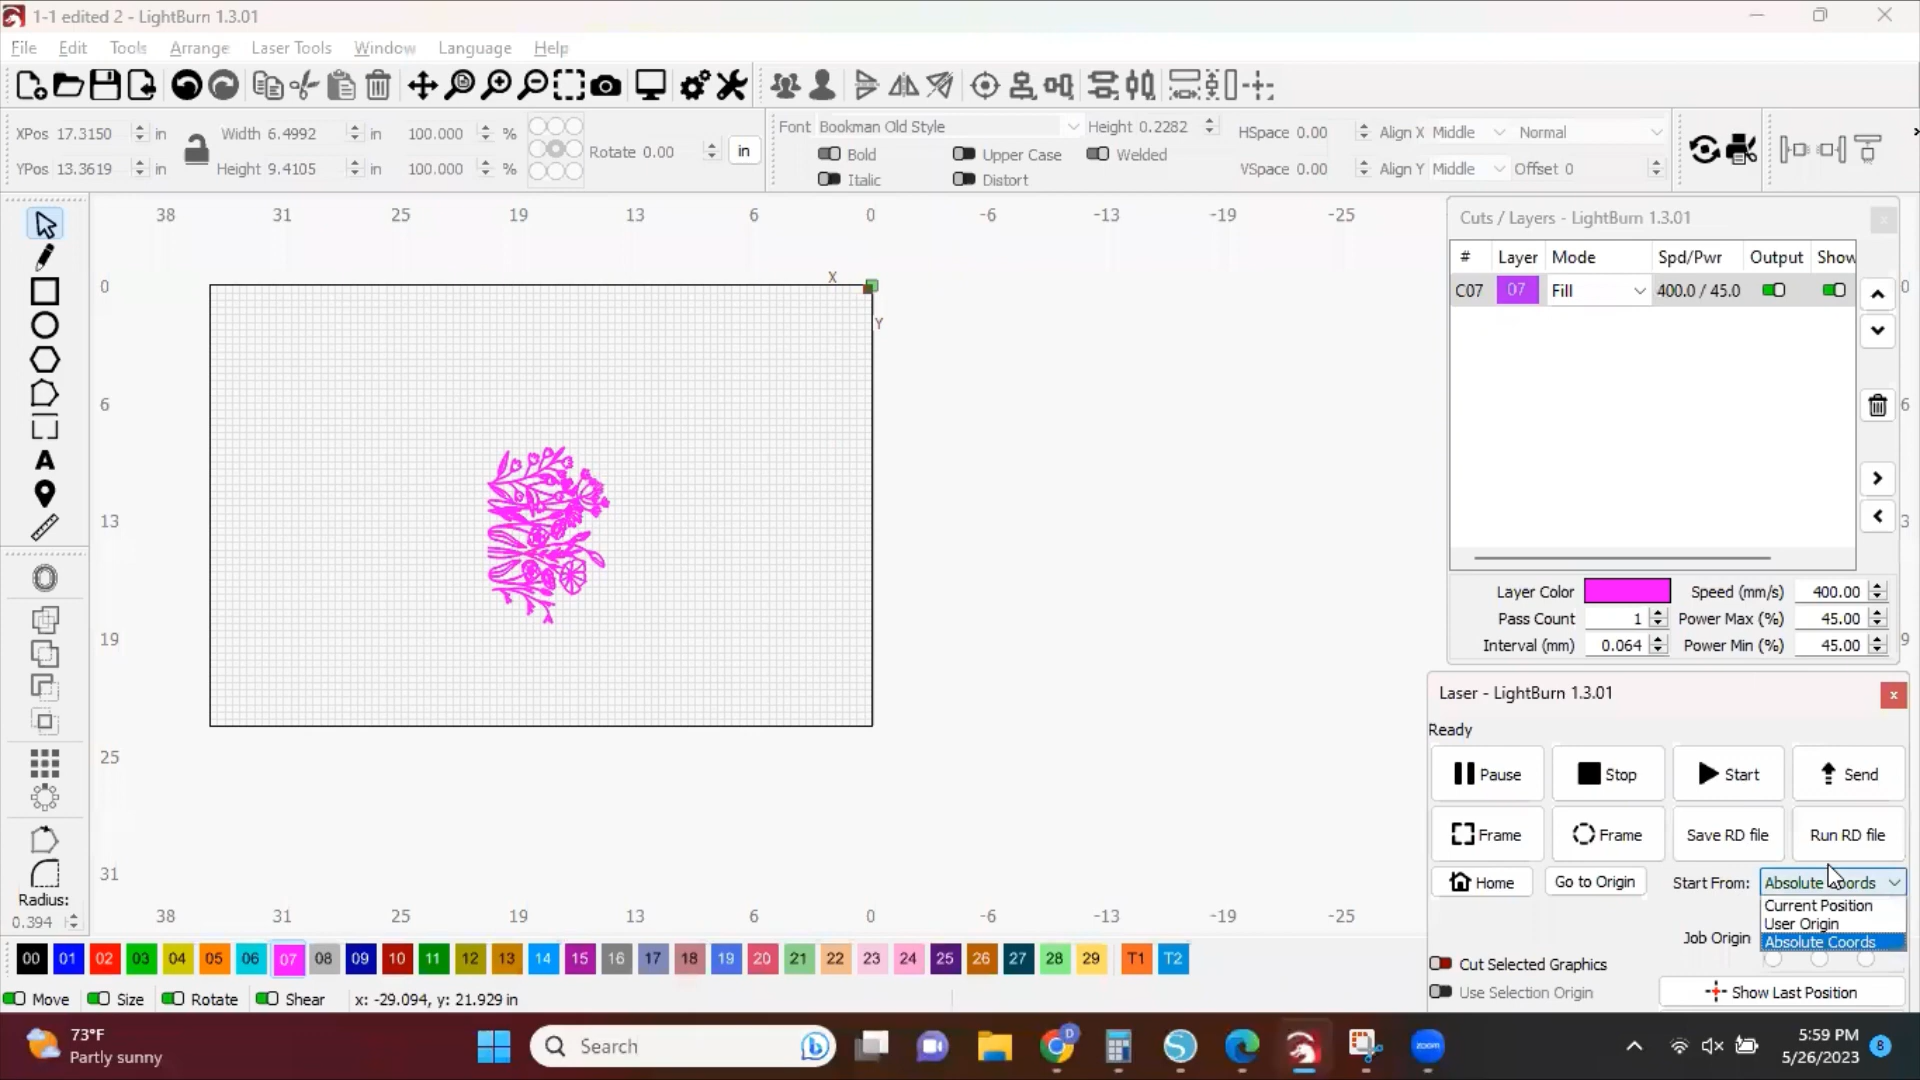 1-1 edited 2 - LightBurn 1.3.01
File Edit Tools Arrange Laser Tools Window Language Help
XPos 17.3150 in Width 6.4992 in 100.000 % Rotate 0.00 in
YPos 13.3619 in Height 9.4105 in 100.000 %
Font Bookman Old Style Height 0.2282 HSpace 0.00 Align X Middle Normal
Bold Upper Case Welded
Italic Distort VSpace 0.00 Align Y Middle Offset 0
38 31 25 19 13 6 0 -6 -13 -19 -25
X
Y
0
6
13
19
25
31
0
6
3
9
38 31 25 19 13 6 0 -6 -13 -19 -25
Cuts / Layers - LightBurn 1.3.01
# Layer Mode Spd/Pwr Output Show
C07 07 Fill 400.0 / 45.0
Layer Color Speed (mm/s) 400.00
Pass Count 1 Power Max (%) 45.00
Interval (mm) 0.064 Power Min (%) 45.00
Laser - LightBurn 1.3.01
Ready
Pause Stop Start Send
Frame Frame Save RD file Run RD file
Home Go to Origin Start From: Absolute Coords
Current Position
User Origin
Absolute Coords
Job Origin
Cut Selected Graphics
Use Selection Origin Show Last Position
Radius:
0.394
00 01 02 03 04 05 06 07 08 09 10 11 12 13 14 15 16 17 18 19 20 21 22 23 24 25 26 27 28 29 T1 T2
Move Size Rotate Shear x: -29.094, y: 21.929 in
73°F
Partly sunny
Search
zoom
5:59 PM
5/26/2023
8